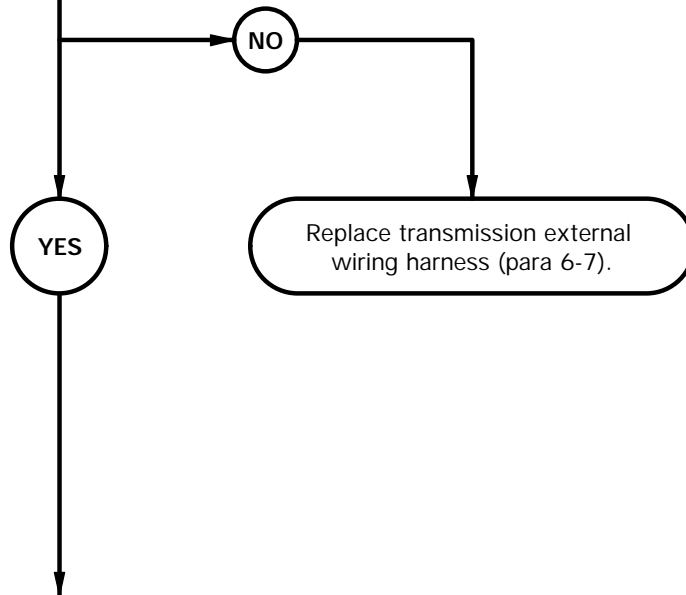 NO
YES
Replace transmission external
wiring harness (para 6-7).